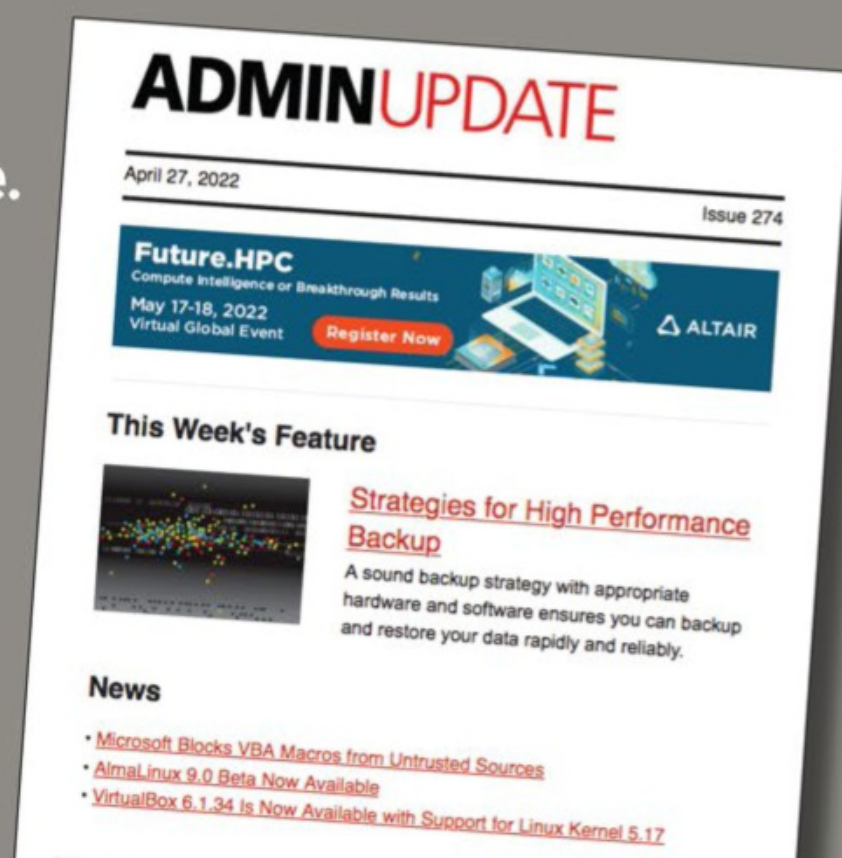 e.
ADMINUPDATE
April 27, 2022
Issue 274
Future.HPC
Compute Intelligence or Breakthrough Results
May 17-18, 2022
Virtual Global Event
Register Now
ALTAIR
This Week's Feature
Strategies for High Performance
Backup
A sound backup strategy with appropriate
hardware and software ensures you can backup
and restore your data rapidly and reliably.
News
• Microsoft Blocks VBA Macros from Untrusted Sources
• AlmaLinux 9.0 Beta Now Available
• VirtualBox 6.1.34 Is Now Available with Support for Linux Kernel 5.17